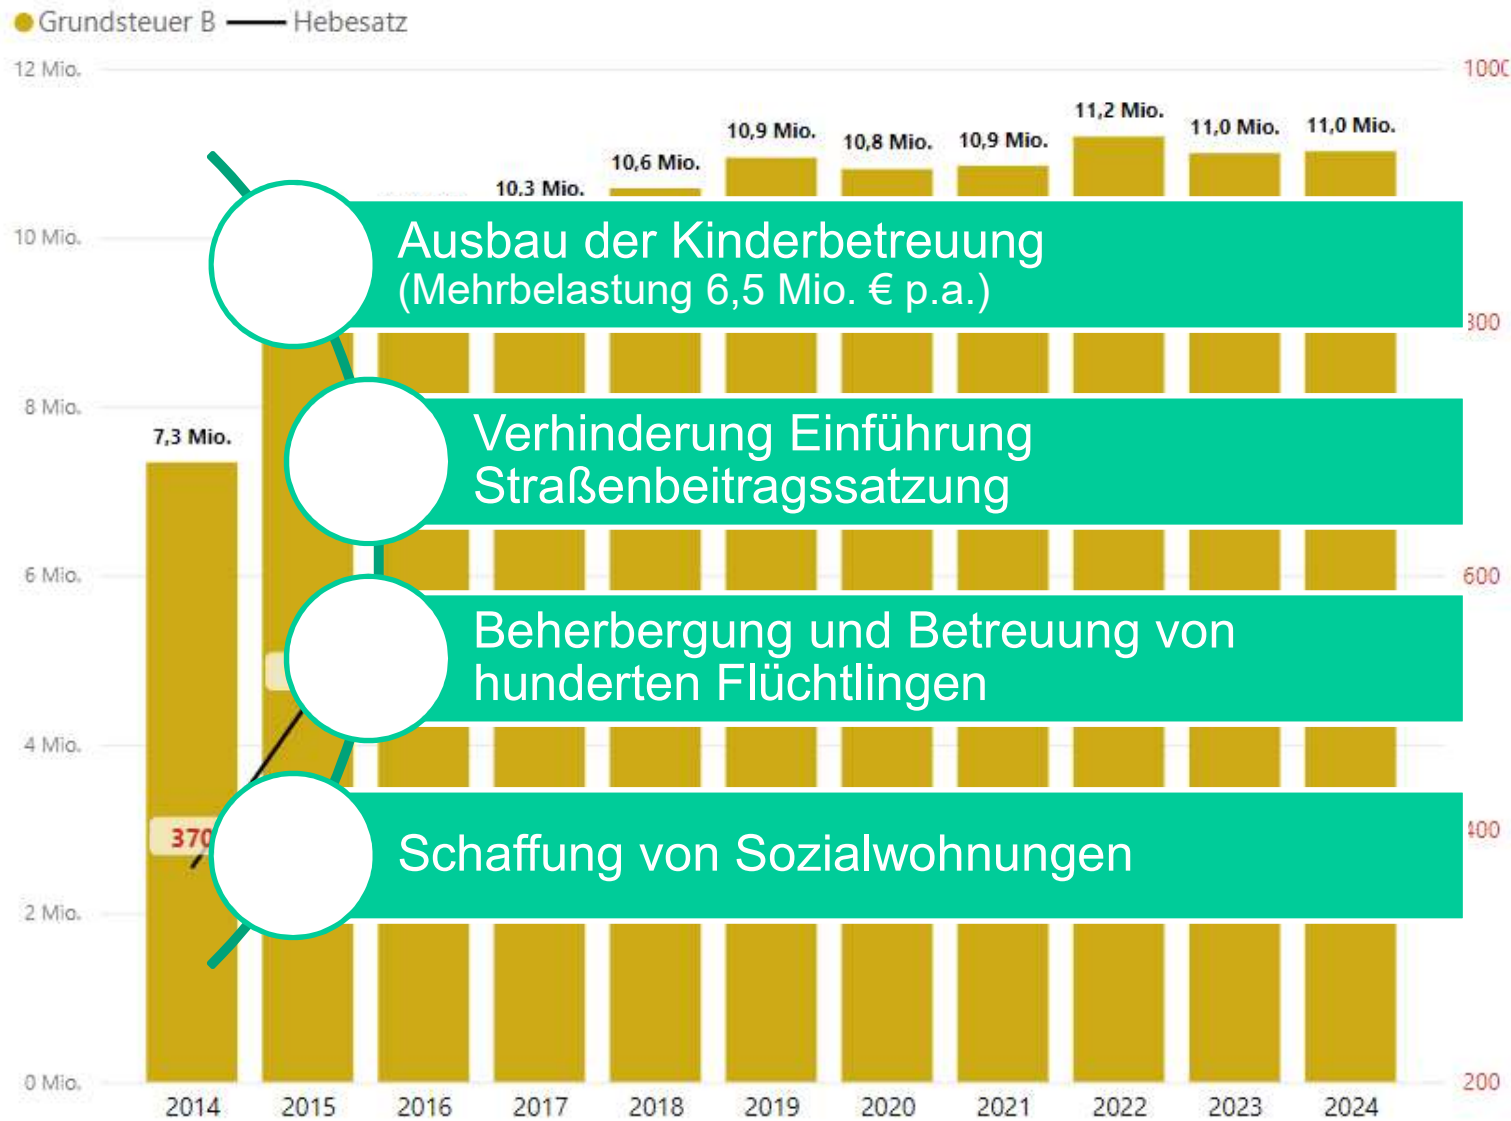 Grundsteuer B Hebesatz
12 Mio.
10 Mio.
8 Mio.
6 Mio.
4 Mio.
2 Mio.
0 Mio.
1000
800
600
400
200
7,3 Mio.
10,3 Mio.
10,6 Mio.
10,9 Mio.
10,8 Mio.
10,9 Mio.
11,2 Mio.
11,0 Mio.
11,0 Mio.
370
Ausbau der Kinderbetreuung
(Mehrbelastung 6,5 Mio. € p.a.)
Verhinderung Einführung
Straßenbeitragssatzung
Beherbergung und Betreuung von
hunderten Flüchtlingen
Schaffung von Sozialwohnungen
2014 2015 2016 2017 2018 2019 2020 2021 2022 2023 2024